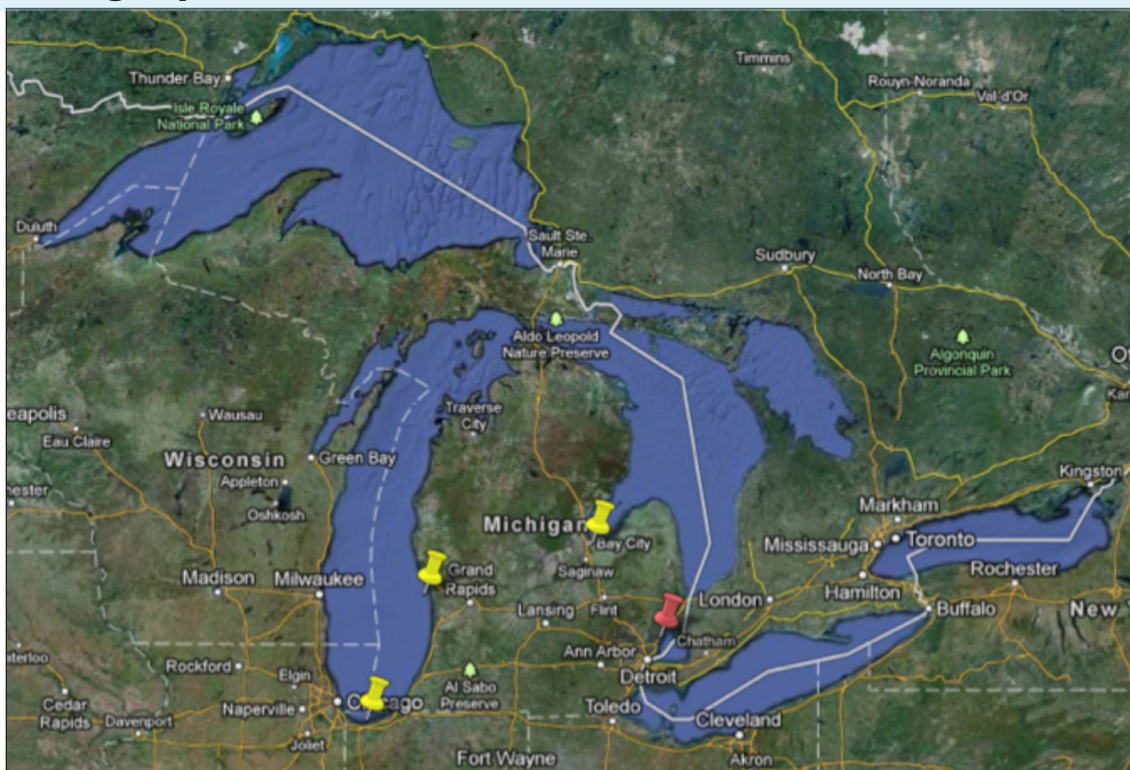 Timmins
Thunder Bay
Rouyn-Noranda
Val-d'Or
Isle Royale
National Park
Duluth
Sault Ste.
Marie
Sudbury
North Bay
Aldo Leopold
Nature Preserve
Algonquin
Provincial Park
eapolis
Wausau
Traverse
City
Eau Claire
Wisconsin
Green Bay
Kingston
Appleton
Oshkosh
Markham
Michigan
Bay City
Mississauga
Toronto
Saginaw
Grand
Rapids
Madison
Milwaukee
Rochester
Hamilton
London
Lansing
Flint
Buffalo
New
Chatham
Ann Arbor
Detroit
Rockford
Elgin
Al Sabo
Preserve
Cedar
Rapids
Naperville
Toledo
Davenport
Cleveland
Joliet
Fort Wayne
Akron